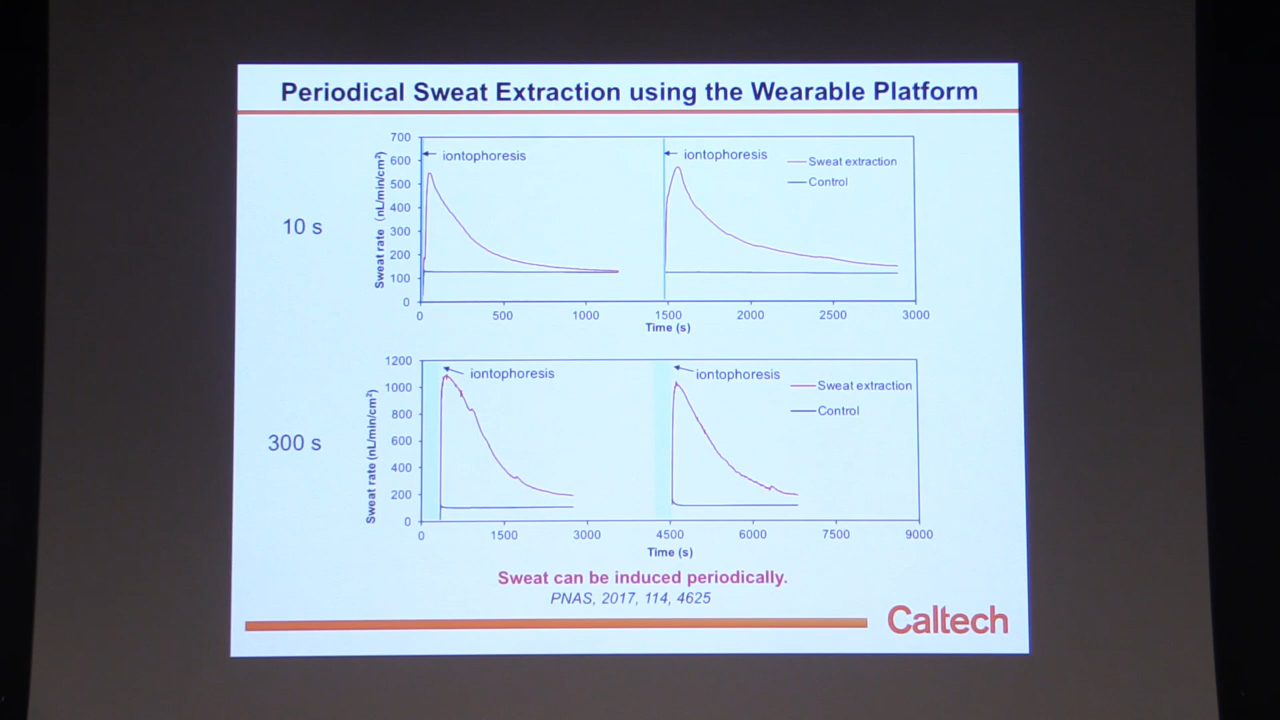 Periodical Sweat Extraction using the Wearable Platform
10 s
Sweat rate (nL/min/cm²)
700
600
500
400
300
200
100
0
iontophoresis
iontophoresis
Sweat extraction
Control
0 500 1000 1500 2000 2500 3000
Time (s)
300 s
Sweat rate (nL/min/cm²)
1200
1000
800
600
400
200
0
iontophoresis
iontophoresis
Sweat extraction
Control
0 1500 3000 4500 6000 7500 9000
Time (s)
Sweat can be induced periodically.
PNAS, 2017, 114, 4625
Caltech